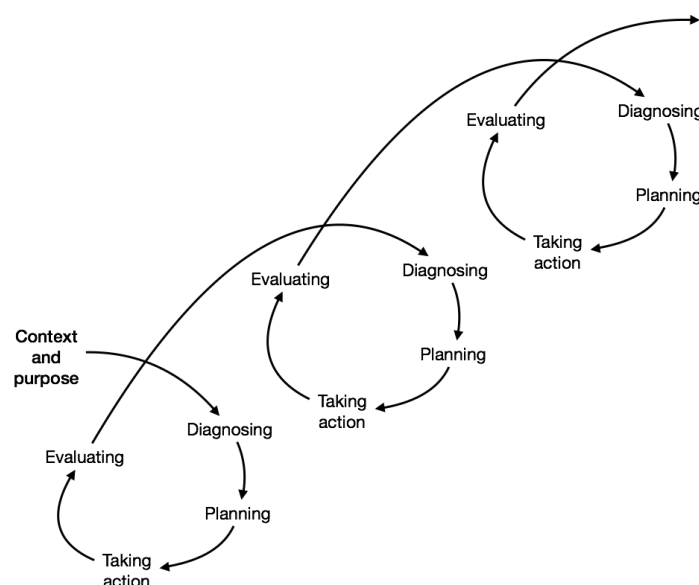 Evaluating
Diagnosing
Planning
Taking
action
Evaluating
Diagnosing
Planning
Taking
action
Context
and
purpose
Evaluating
Diagnosing
Planning
Taking
action